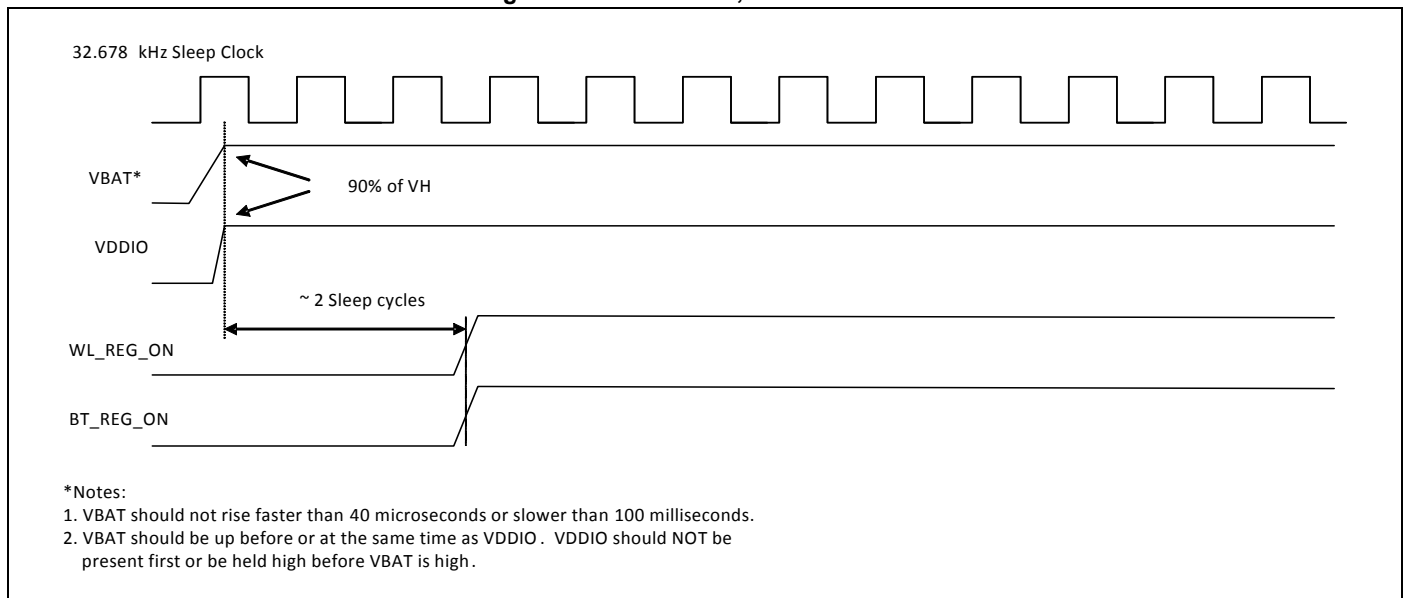 32.678 kHz Sleep Clock
VBAT*
90% of VH
VDDIO
~ 2 Sleep cycles
WL_REG_ON
BT_REG_ON
*Notes:
1. VBAT should not rise faster than 40 microseconds or slower than 100 milliseconds.
2. VBAT should be up before or at the same time as VDDIO. VDDIO should NOT be
present first or be held high before VBAT is high.